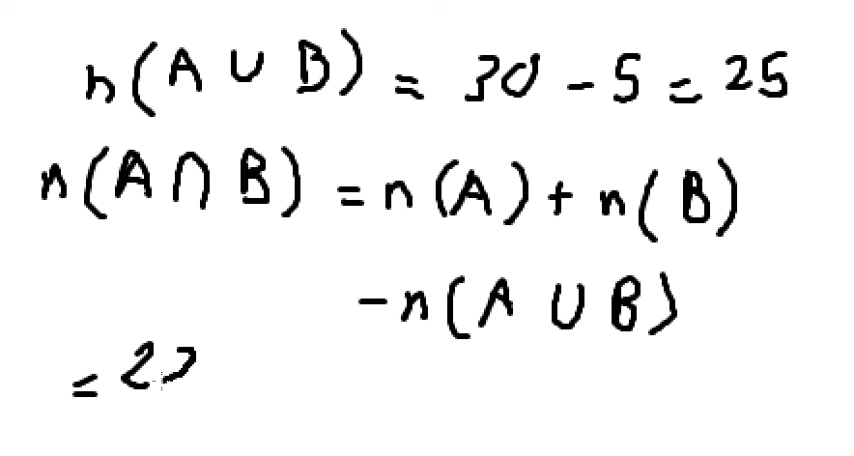 n(A ∪ B) = 30 - 5 = 25
n(A ∩ B) = n(A) + n(B)
- n(A ∪ B)
=